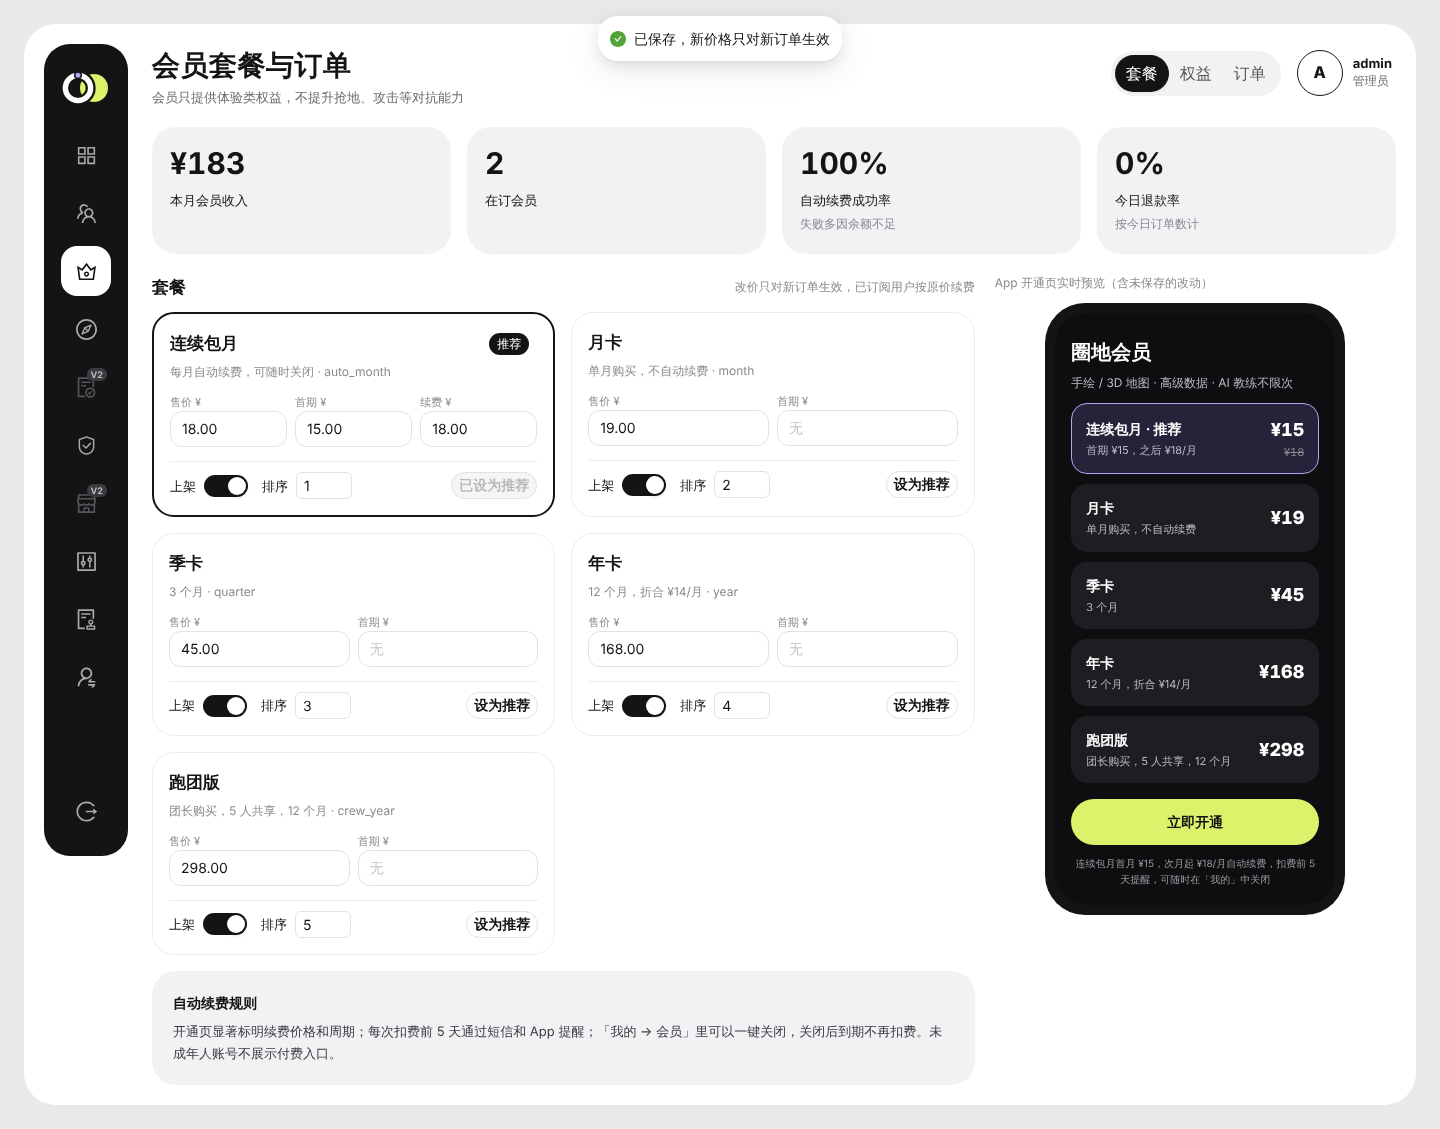 已保存，新价格只对新订单生效
会员套餐与订单
会员只提供体验类权益，不提升抢地、攻击等对抗能力
套餐 权益 订单
A
admin
管理员
V2
V2
¥183
本月会员收入
2
在订会员
100%
自动续费成功率
失败多因余额不足
0%
今日退款率
按今日订单数计
套餐
改价只对新订单生效，已订阅用户按原价续费
连续包月
推荐
每月自动续费，可随时关闭 · auto_month
售价 ¥ 首期 ¥ 续费 ¥
18.00 15.00 18.00
上架 排序 1 已设为推荐
月卡
单月购买，不自动续费 · month
售价 ¥ 首期 ¥
19.00 无
上架 排序 2 设为推荐
季卡
3 个月 · quarter
售价 ¥ 首期 ¥
45.00 无
上架 排序 3 设为推荐
年卡
12 个月，折合 ¥14/月 · year
售价 ¥ 首期 ¥
168.00 无
上架 排序 4 设为推荐
跑团版
团长购买，5 人共享，12 个月 · crew_year
售价 ¥ 首期 ¥
298.00 无
上架 排序 5 设为推荐
自动续费规则
开通页显著标明续费价格和周期；每次扣费前 5 天通过短信和 App 提醒；「我的 → 会员」里可以一键关闭，关闭后到期不再扣费。未
成年人账号不展示付费入口。
App 开通页实时预览（含未保存的改动）
圈地会员
手绘 / 3D 地图 · 高级数据 · AI 教练不限次
连续包月 · 推荐 ¥15
首期 ¥15，之后 ¥18/月 ¥18
月卡 ¥19
单月购买，不自动续费
季卡 ¥45
3 个月
年卡 ¥168
12 个月，折合 ¥14/月
跑团版 ¥298
团长购买，5 人共享，12 个月
立即开通
连续包月首月 ¥15，次月起 ¥18/月自动续费，扣费前 5
天提醒，可随时在「我的」中关闭